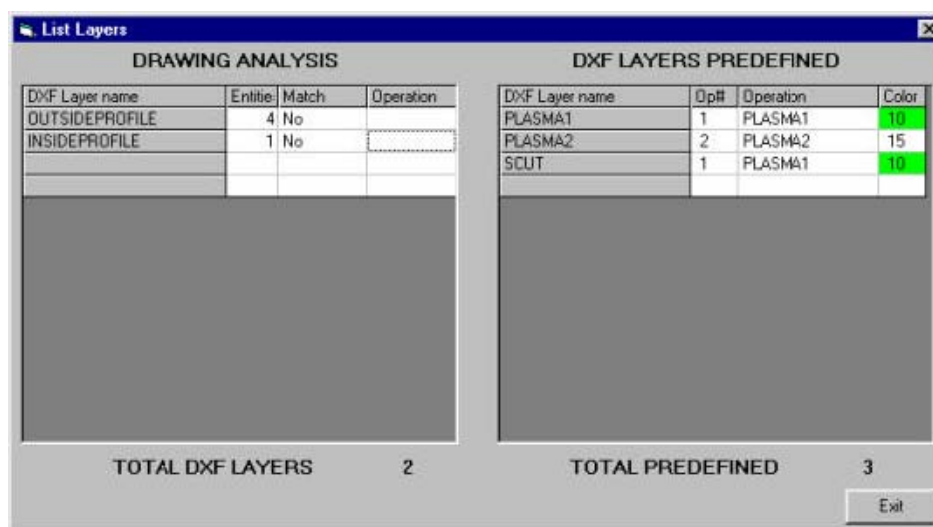 List Layers
DRAWING ANALYSIS
DXF Layer name Entitie Match Operation
OUTSIDEPROFILE 4 No
INSIDEPROFILE 1 No
TOTAL DXF LAYERS 2
DXF LAYERS PREDEFINED
DXF Layer name Op# Operation Color
PLASMA1 1 PLASMA1 10
PLASMA2 2 PLASMA2 15
SCUT 1 PLASMA1 10
TOTAL PREDEFINED 3
Exit